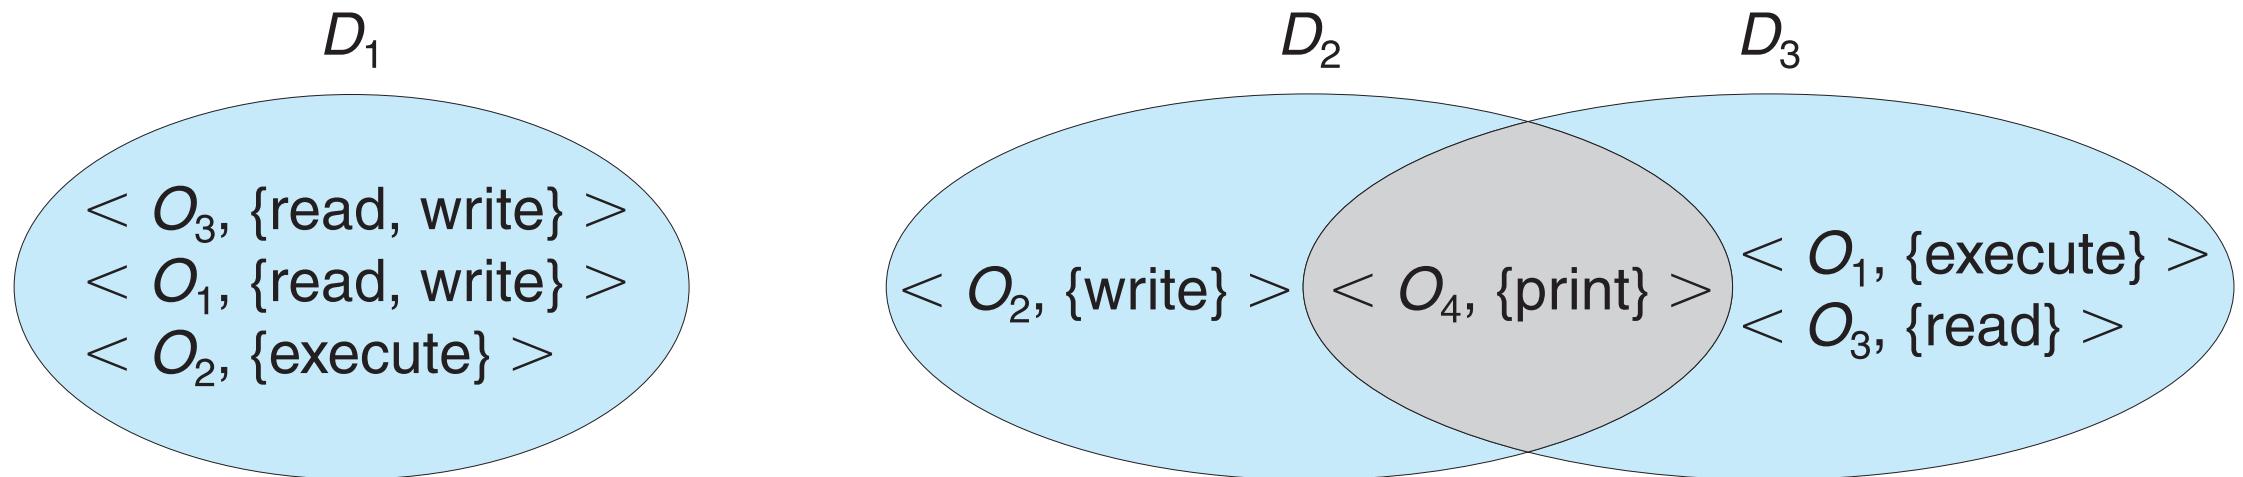 D₁
< O₃, {read, write} >
< O₁, {read, write} >
< O₂, {execute} >
D₂
D₃
< O₂, {write} >
< O₄, {print} >
< O₁, {execute} >
< O₃, {read} >